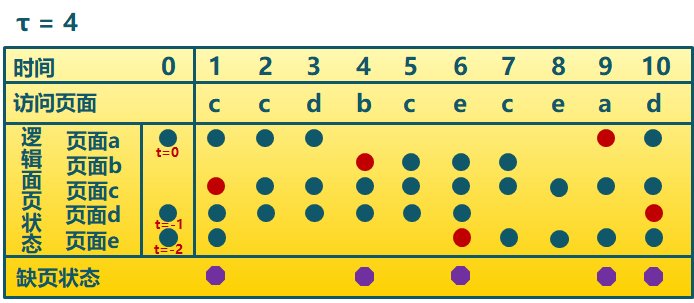 τ = 4
时间 0 1 2 3 4 5 6 7 8 9 10
访问页面 c c d b c e c e a d
逻辑面页状态
页面a
t=0
页面b
页面c
页面d
t=-1
页面e
t=-2
缺页状态